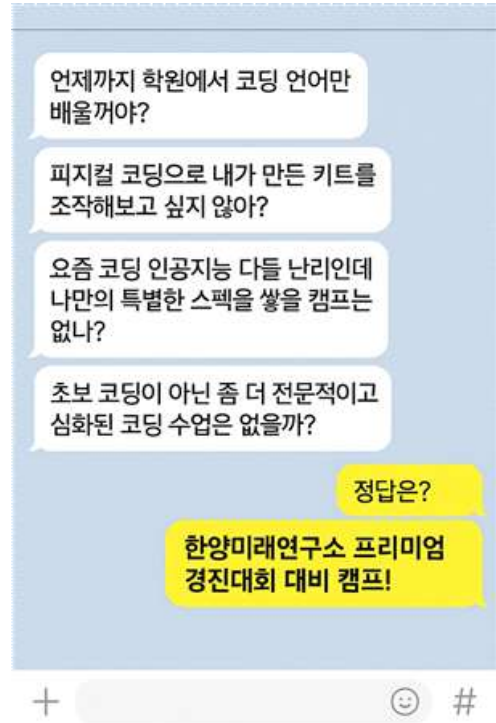 언제까지 학원에서 코딩 언어만
배울꺼야?
피지컬 코딩으로 내가 만든 키트를
조작해보고 싶지 않아?
요즘 코딩 인공지능 다들 난리인데
나만의 특별한 스펙을 쌓을 캠프는
없나?
초보 코딩이 아닌 좀 더 전문적이고
심화된 코딩 수업은 없을까?
정답은?
한양미래연구소 프리미엄
경진대회 대비 캠프!
+ #